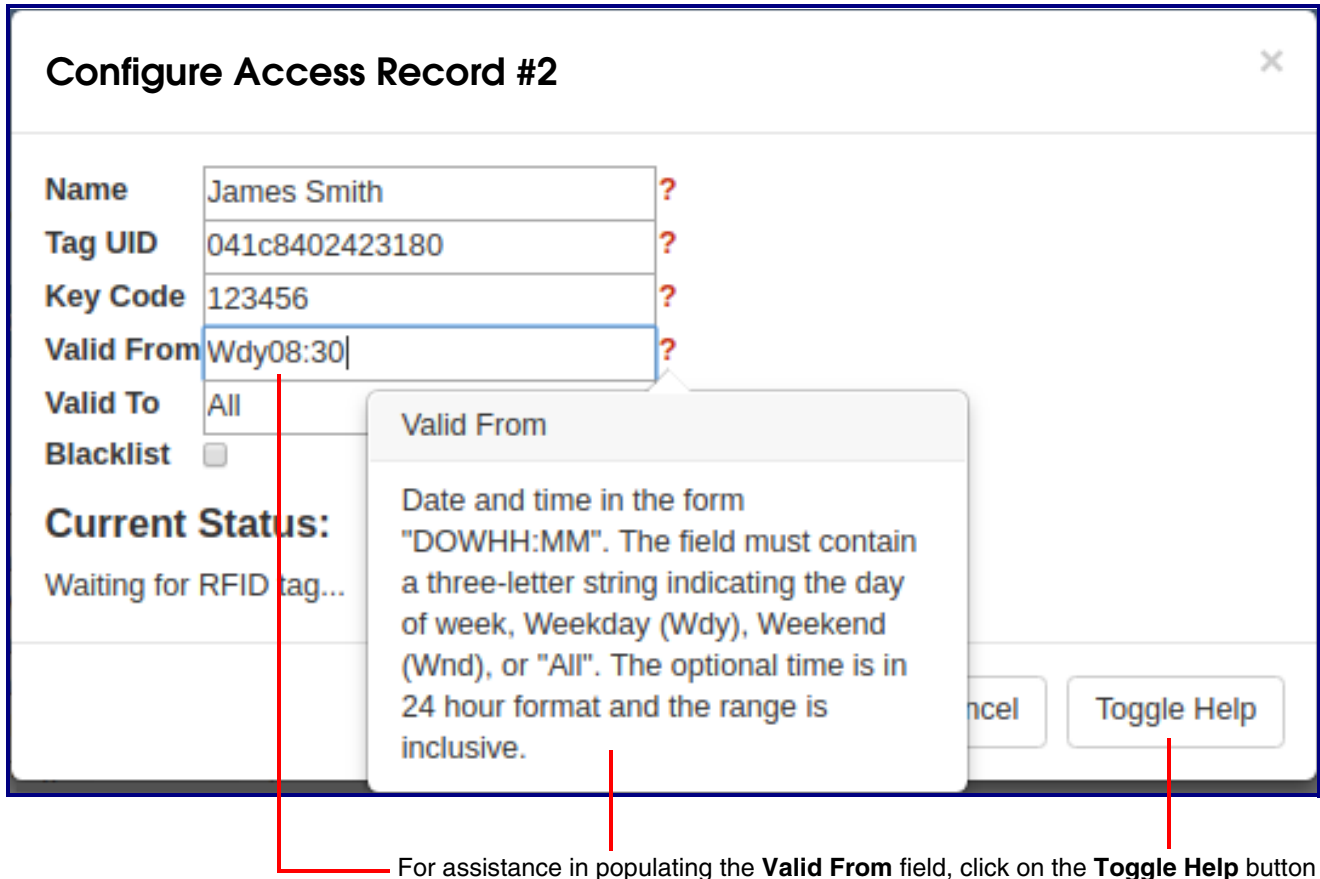 Configure Access Record #2
×
Name James Smith ?
Tag UID 041c8402423180 ?
Key Code 123456 ?
Valid From Wdy08:30 ?
Valid To All
Blacklist
Valid From
Date and time in the form
"DOWHH:MM". The field must contain
a three-letter string indicating the day
of week, Weekday (Wdy), Weekend
(Wnd), or "All". The optional time is in
24 hour format and the range is
inclusive.
Current Status:
Waiting for RFID tag...
ncel
Toggle Help
For assistance in populating the Valid From field, click on the Toggle Help button